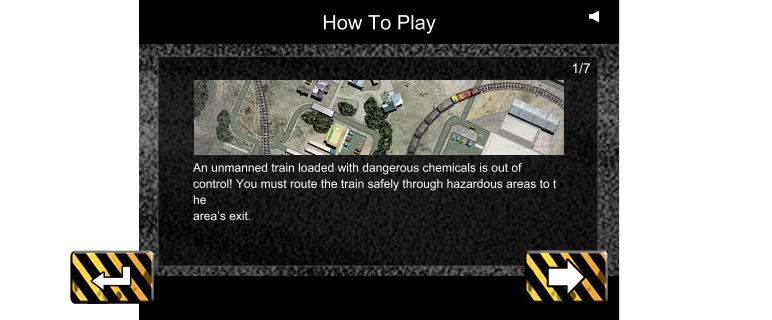 How To Play
1/7
An unmanned train loaded with dangerous chemicals is out of
control! You must route the train safely through hazardous areas to t
he
area's exit.